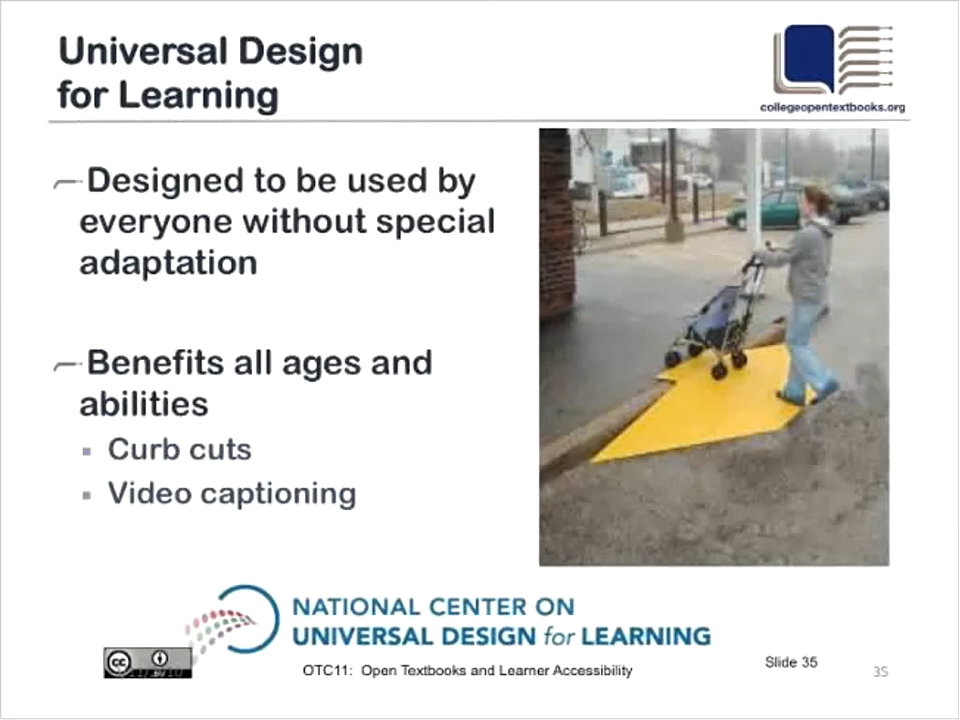 Universal Design
for Learning
collegeopentextbooks.org
Designed to be used by
everyone without special
adaptation
Benefits all ages and
abilities
Curb cuts
Video captioning
NATIONAL CENTER ON
UNIVERSAL DESIGN for LEARNING
cc
OTC11: Open Textbooks and Learner Accessibility
Slide 35
35